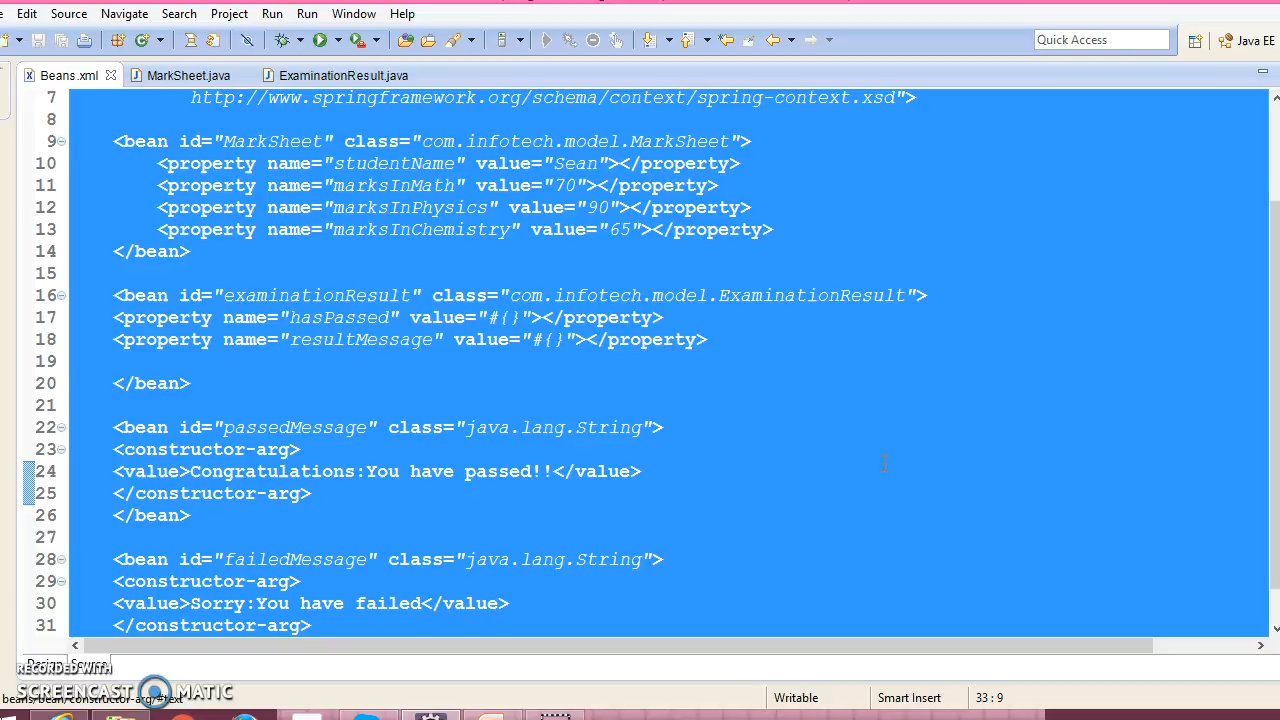 Edit Source Navigate Search Project Run Run Window Help
Quick Access Java EE
Beans.xml MarkSheet.java ExaminationResult.java
7 http://www.springframework.org/schema/context/spring-context.xsd">
8
9 <bean id="MarkSheet" class="com.infotech.model.MarkSheet">
10 <property name="studentName" value="Sean"></property>
11 <property name="marksInMath" value="70"></property>
12 <property name="marksInPhysics" value="90"></property>
13 <property name="marksInChemistry" value="65"></property>
14 </bean>
15
16 <bean id="examinationResult" class="com.infotech.model.ExaminationResult">
17 <property name="hasPassed" value="#{}"></property>
18 <property name="resultMessage" value="#{}"></property>
19
20 </bean>
21
22 <bean id="passedMessage" class="java.lang.String">
23 <constructor-arg>
24 <value>Congratulations:You have passed!!</value>
25 </constructor-arg>
26 </bean>
27
28 <bean id="failedMessage" class="java.lang.String">
29 <constructor-arg>
30 <value>Sorry:You have failed</value>
31 </constructor-arg>
Design Source
RECORDED WITH
SCREENCAST MATIC
beans/bean/constructor-arg/#text
Writable Smart Insert 33 : 9